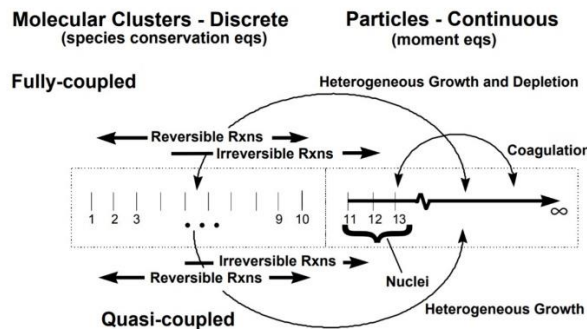 Molecular Clusters - Discrete
(species conservation eqs)
Particles - Continuous
(moment eqs)
Fully-coupled
Heterogeneous Growth and Depletion
Reversible Rxns
Irreversible Rxns
Coagulation
1 2 3 ... 9 10 11 12 13 ∞
Irreversible Rxns
Reversible Rxns
Nuclei
Quasi-coupled
Heterogeneous Growth